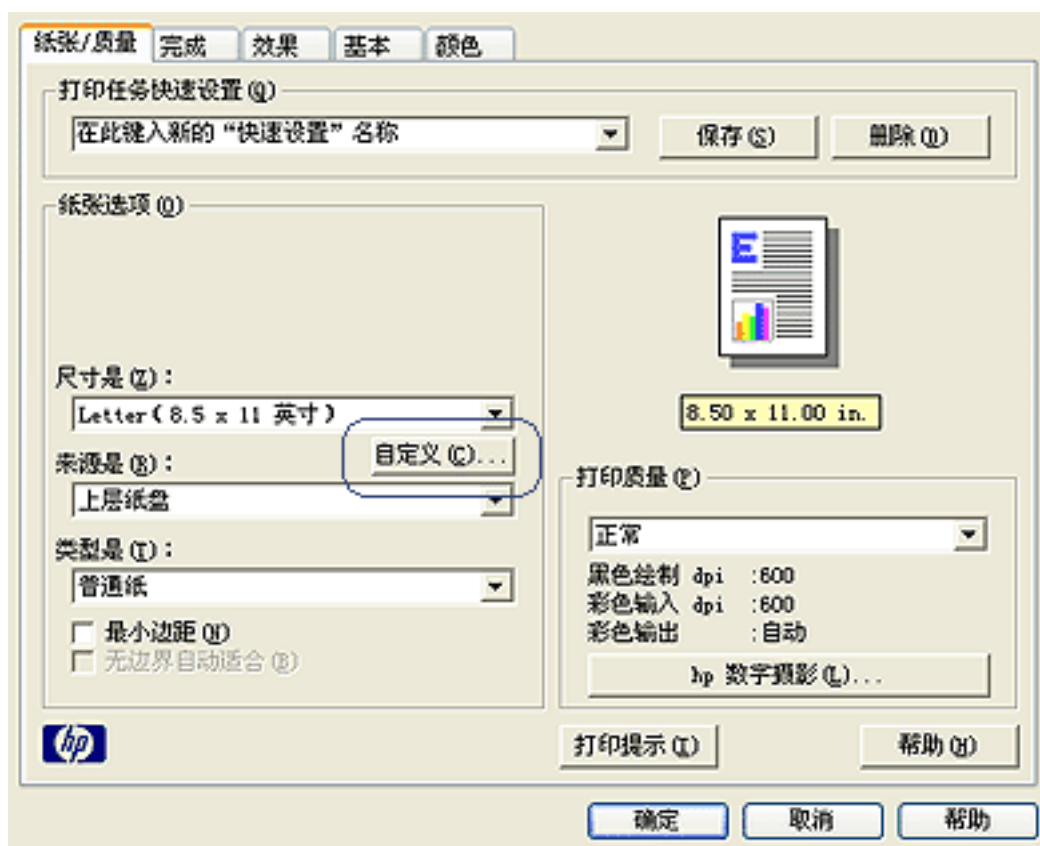 纸张/质量 完成 效果 基本 颜色
打印任务快速设置(Q)
在此键入新的“快速设置”名称 保存(S) 删除(D)
纸张选项(O)
E
尺寸是(Z):
Letter(8.5 x 11 英寸) 8.50 x 11.00 in.
自定义(C)...
来源是(R):
上层纸盘
打印质量(P)
正常
类型是(T):
普通纸
黑色绘制 dpi :600
彩色输入 dpi :600
彩色输出 :自动
最小边距(M)
无边界自动适合(B)
hp 数字摄影(L)...
hp 打印提示(I) 帮助(H)
确定 取消 帮助